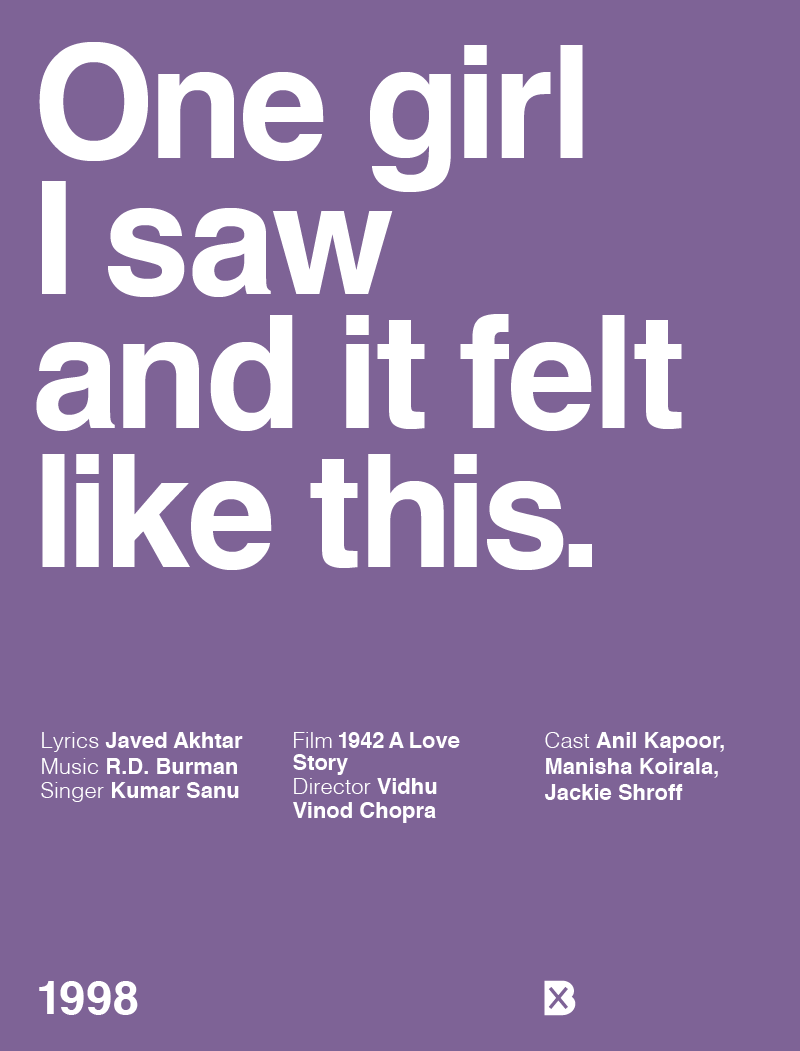 One girl
I saw
and it felt
like this.
Lyrics Javed Akhtar
Music R.D. Burman
Singer Kumar Sanu
Film 1942 A Love
Story
Director Vidhu
Vinod Chopra
Cast Anil Kapoor,
Manisha Koirala,
Jackie Shroff
1998
BX